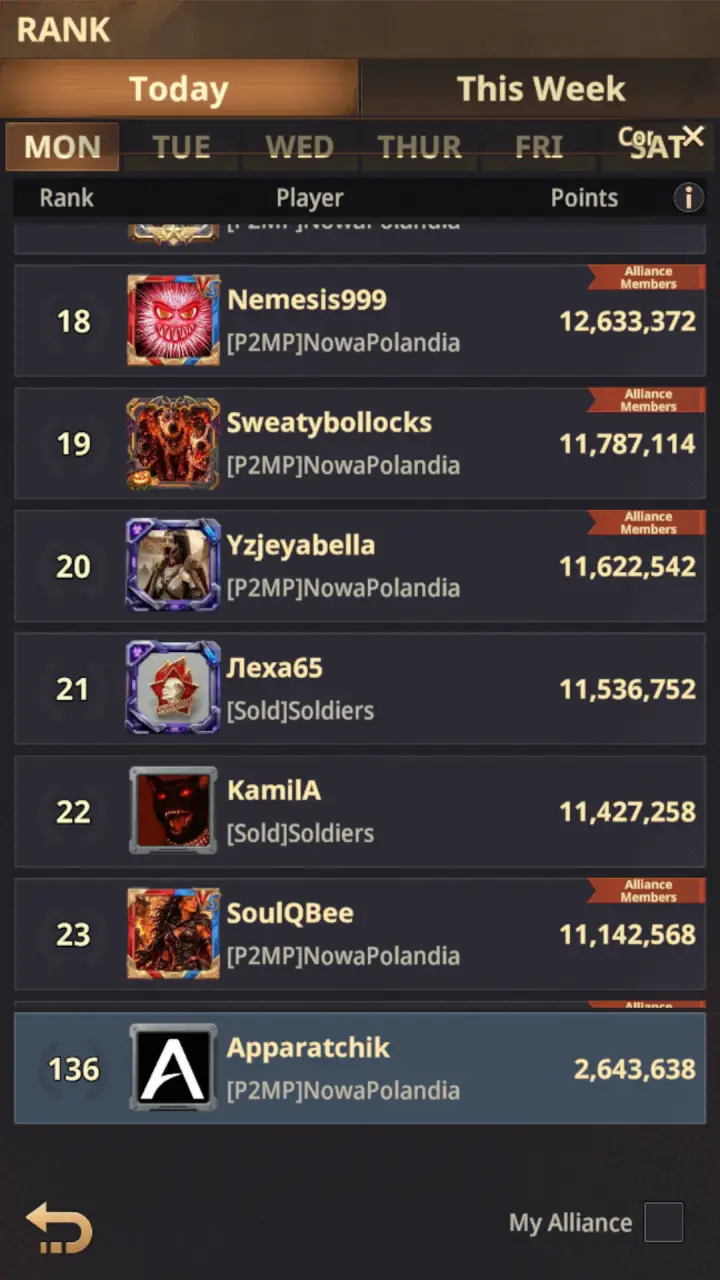 RANK
Today
This Week
MON
TUE
WED
THUR
FRI
SAT
Rank
Player
Points
[P2MP]NowaPolandia
18
Nemesis999
[P2MP]NowaPolandia
Alliance
Members
12,633,372
19
Sweatybollocks
[P2MP]NowaPolandia
Alliance
Members
11,787,114
20
Yzjeyabella
[P2MP]NowaPolandia
Alliance
Members
11,622,542
21
Леха65
[Sold]Soldiers
11,536,752
22
KamilA
[Sold]Soldiers
11,427,258
23
SoulQBee
[P2MP]NowaPolandia
Alliance
Members
11,142,568
Alliance
136
Apparatchik
[P2MP]NowaPolandia
2,643,638
My Alliance